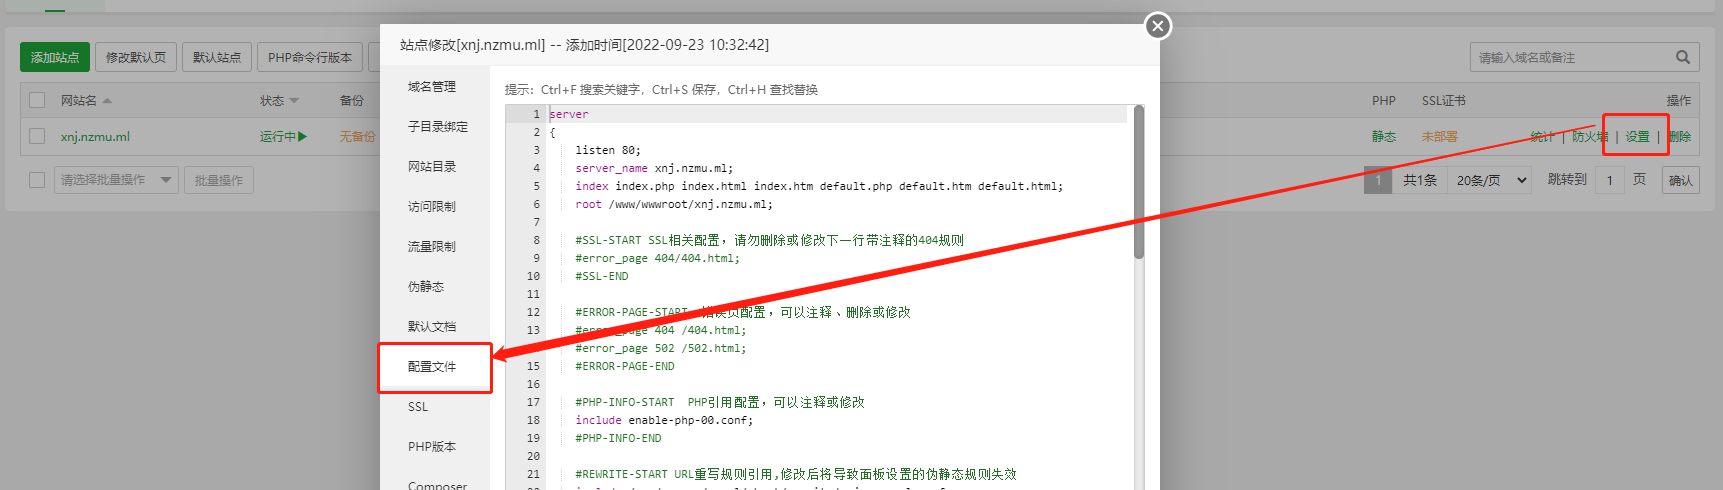 添加站点 修改默认页 默认站点 PHP命令行版本
请输入域名或备注
网站名 状态 备份 PHP SSL证书 操作
xnj.nzmu.ml 运行中 无备份 静态 未部署 统计 | 防火墙 | 设置 | 删除
请选择批量操作 批量操作
1 共1条 20条/页 跳转到 1 页 确认
站点修改[xnj.nzmu.ml] -- 添加时间[2022-09-23 10:32:42]
域名管理
子目录绑定
网站目录
访问限制
流量限制
伪静态
默认文档
配置文件
SSL
PHP版本
Composer
提示：Ctrl+F 搜索关键字，Ctrl+S 保存，Ctrl+H 查找替换
1 server
2 {
3 listen 80;
4 server_name xnj.nzmu.ml;
5 index index.php index.html index.htm default.php default.htm default.html;
6 root /www/wwwroot/xnj.nzmu.ml;
7
8 #SSL-START SSL相关配置，请勿删除或修改下一行带注释的404规则
9 #error_page 404/404.html;
10 #SSL-END
11
12 #ERROR-PAGE-START 错误页配置，可以注释、删除或修改
13 #error_page 404 /404.html;
14 #error_page 502 /502.html;
15 #ERROR-PAGE-END
16
17 #PHP-INFO-START PHP引用配置，可以注释或修改
18 include enable-php-00.conf;
19 #PHP-INFO-END
20
21 #REWRITE-START URL重写规则引用,修改后将导致面板设置的伪静态规则失效